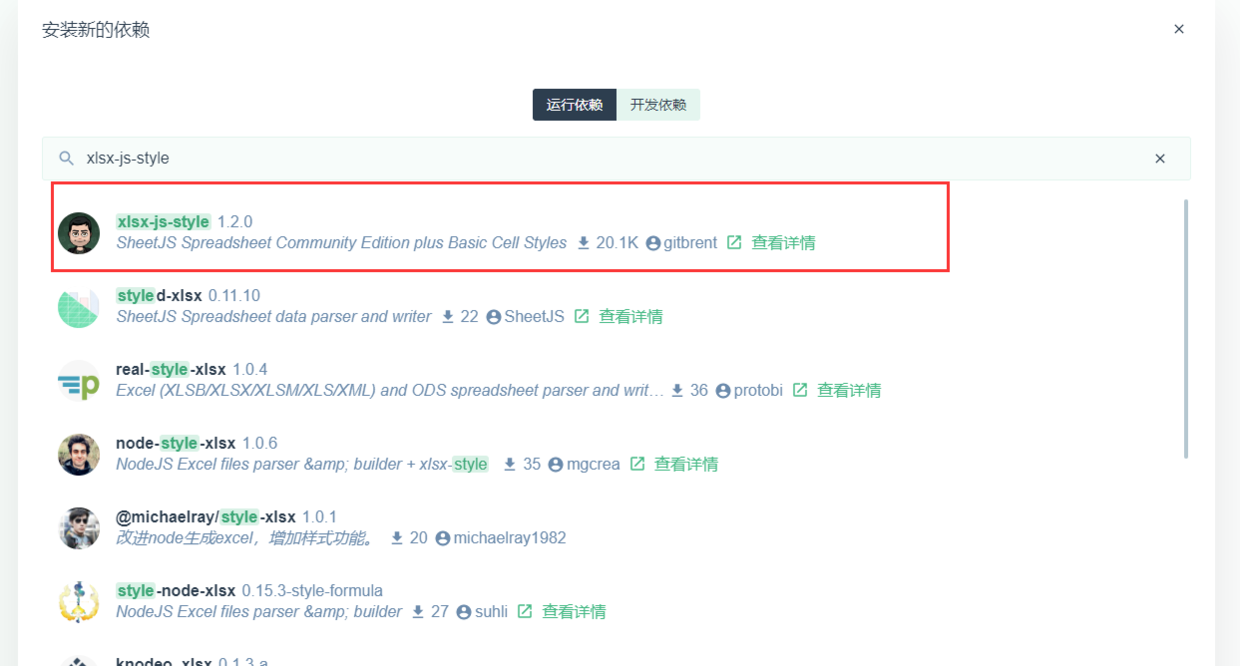 安装新的依赖
运行依赖 开发依赖
xlsx-js-style
xlsx-js-style 1.2.0
SheetJS Spreadsheet Community Edition plus Basic Cell Styles 20.1K gitbrent 查看详情
styled-xlsx 0.11.10
SheetJS Spreadsheet data parser and writer 22 SheetJS 查看详情
real-style-xlsx 1.0.4
Excel (XLSB/XLSX/XLSM/XLS/XML) and ODS spreadsheet parser and writ... 36 protobi 查看详情
node-style-xlsx 1.0.6
NodeJS Excel files parser &amp; builder + xlsx-style 35 mgcrea 查看详情
@michaelray/style-xlsx 1.0.1
改进node生成excel，增加样式功能。 20 michaelray1982
style-node-xlsx 0.15.3-style-formula
NodeJS Excel files parser &amp; builder 27 suhli 查看详情
knodeo_xlsx 0.1.3.a